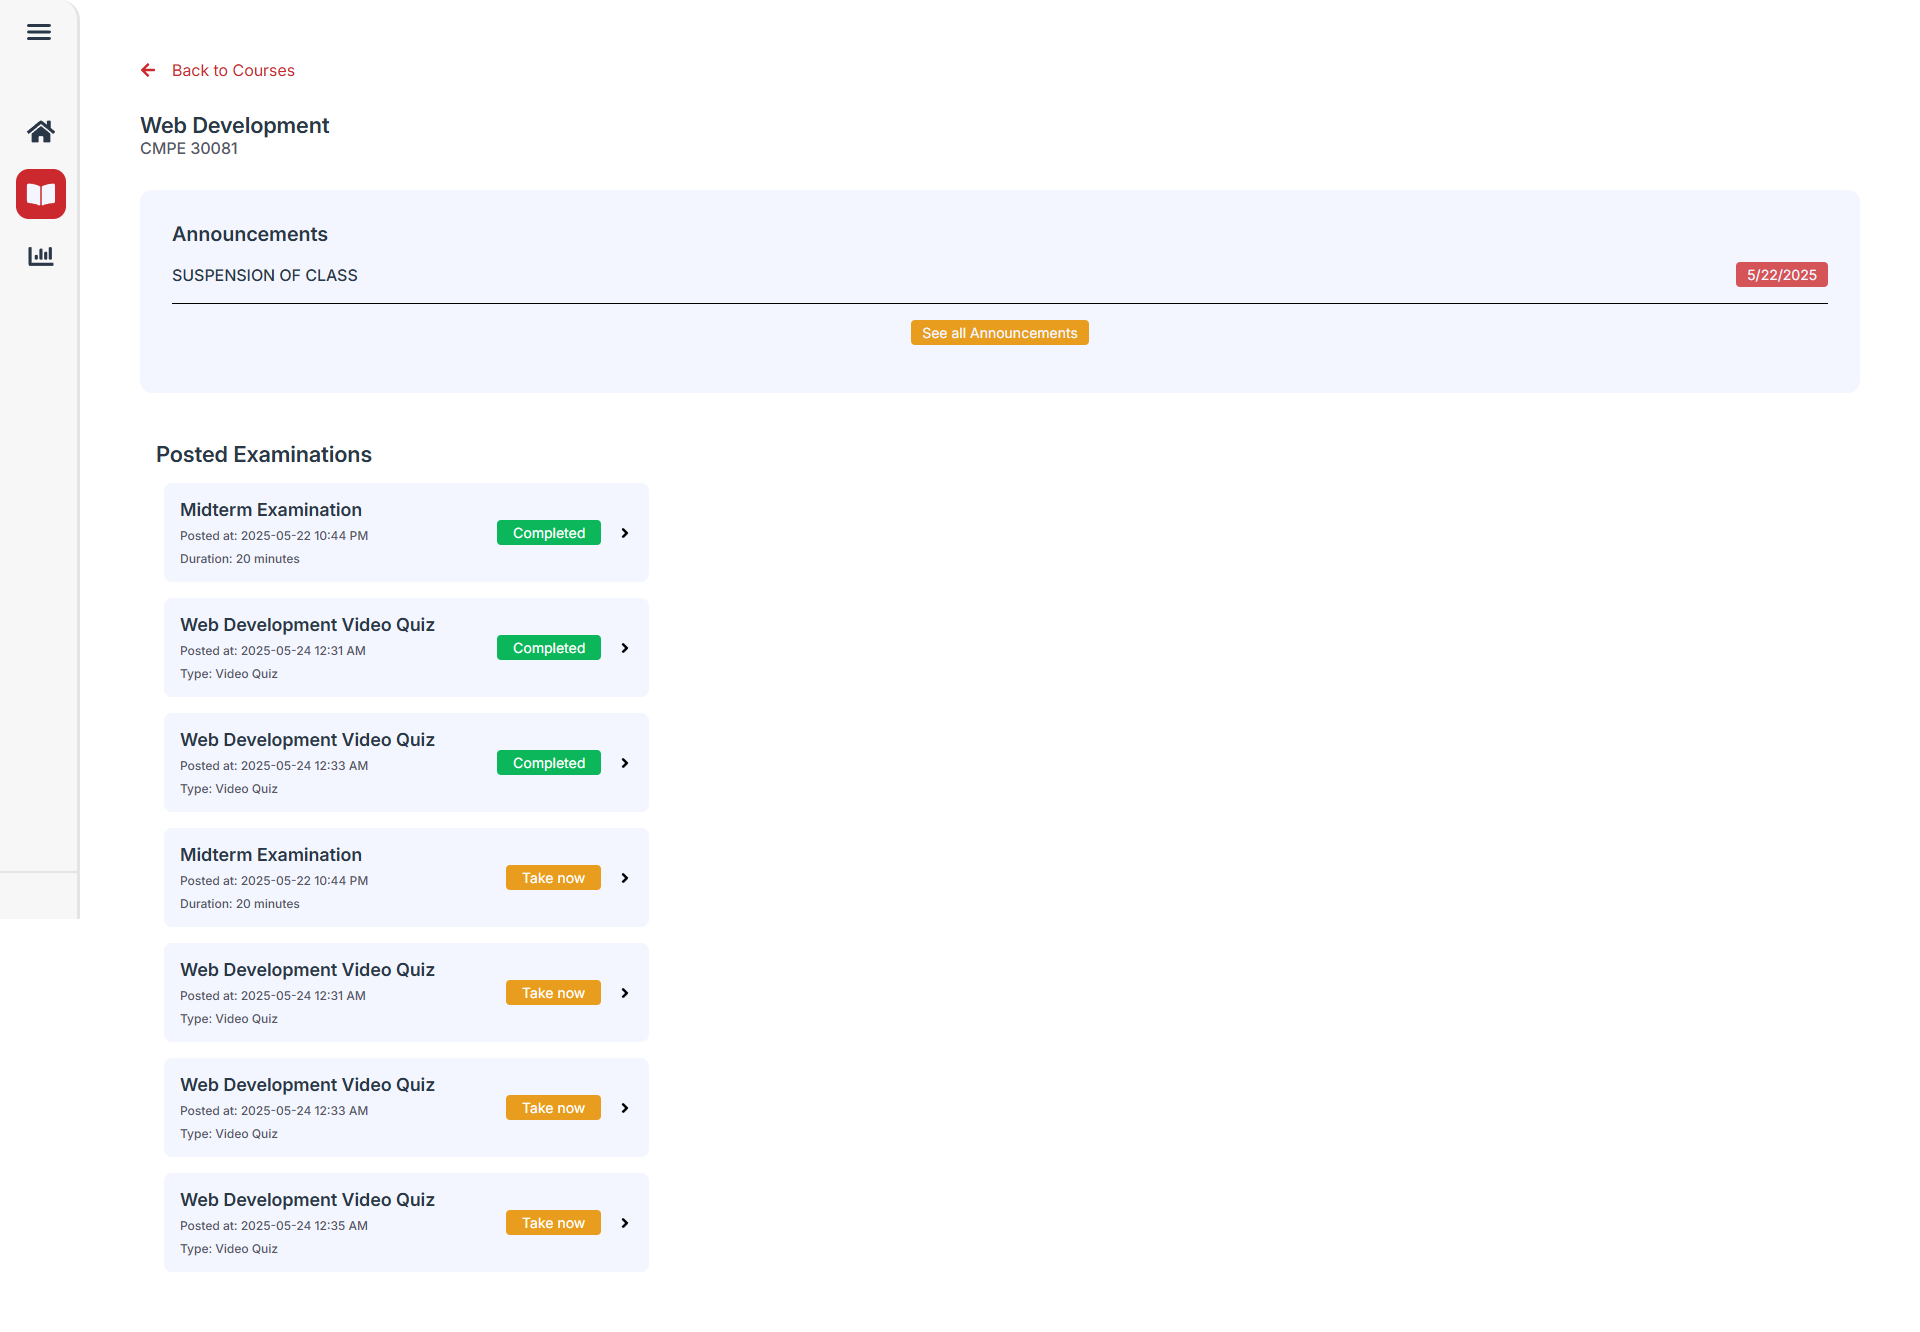 Back to Courses
Web Development
CMPE 30081
Announcements
SUSPENSION OF CLASS
5/22/2025
See all Announcements
Posted Examinations
Midterm Examination
Posted at: 2025-05-22 10:44 PM
Duration: 20 minutes
Completed
Web Development Video Quiz
Posted at: 2025-05-24 12:31 AM
Type: Video Quiz
Completed
Web Development Video Quiz
Posted at: 2025-05-24 12:33 AM
Type: Video Quiz
Completed
Midterm Examination
Posted at: 2025-05-22 10:44 PM
Duration: 20 minutes
Take now
Web Development Video Quiz
Posted at: 2025-05-24 12:31 AM
Type: Video Quiz
Take now
Web Development Video Quiz
Posted at: 2025-05-24 12:33 AM
Type: Video Quiz
Take now
Web Development Video Quiz
Posted at: 2025-05-24 12:35 AM
Type: Video Quiz
Take now